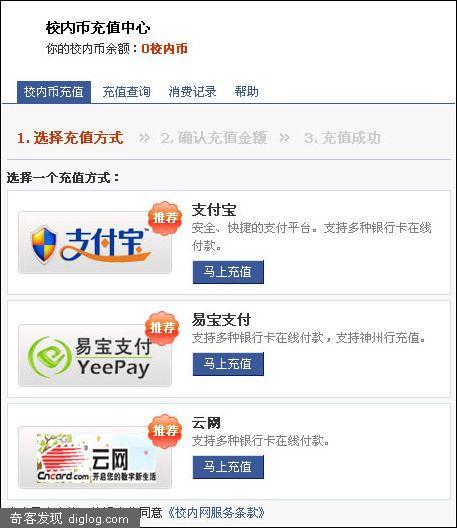 校内币充值中心
你的校内币余额：0校内币
校内币充值 充值查询 消费记录 帮助
1.选择充值方式 » 2.确认充值金额 » 3.充值成功
选择一个充值方式：
支付宝
推荐
支付宝
安全、快捷的支付平台。支持多种银行卡在线
付款。
马上充值
易宝支付
YeePay
推荐
易宝支付
支持多种银行卡在线付款，支持神州行充值。
马上充值
云网
Cncard.com 开启您的数字新生活
推荐
云网
支持多种银行卡在线付款。
马上充值
同意《校内网服务条款》
奇客发现 diglog.com